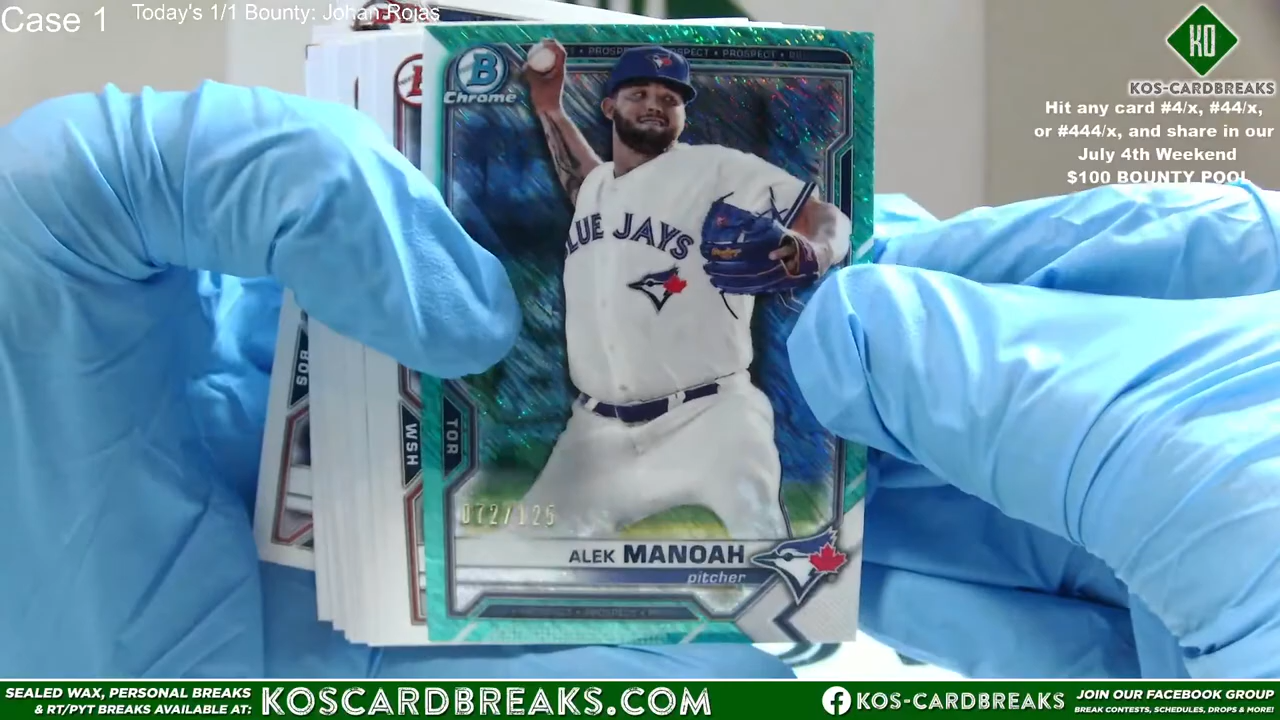 Case 1
Today's 1/1 Bounty: Johan Rojas
KO
KOS-CARDBREAKS
Hit any card #4/x, #44/x,
or #444/x, and share in our
July 4th Weekend
$100 BOUNTY POOL
B
Chrome
PROSPECT • PROSPECT
BLUE JAYS
BOS
WSH
TOR
072/125
ALEK MANOAH
pitcher
PROSPECT
SEALED WAX, PERSONAL BREAKS
& RT/PYT BREAKS AVAILABLE AT:
KOSCARDBREAKS.COM
KOS-CARDBREAKS
JOIN OUR FACEBOOK GROUP
BREAK CONTESTS, SCHEDULES, DROPS & MORE!